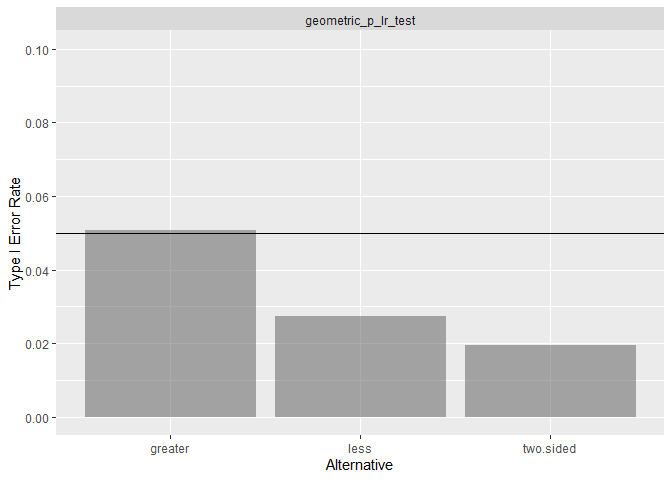 geometric_p_lr_test
0.10
0.08
0.06
0.04
0.02
0.00
Type I Error Rate
greater less two.sided
Alternative